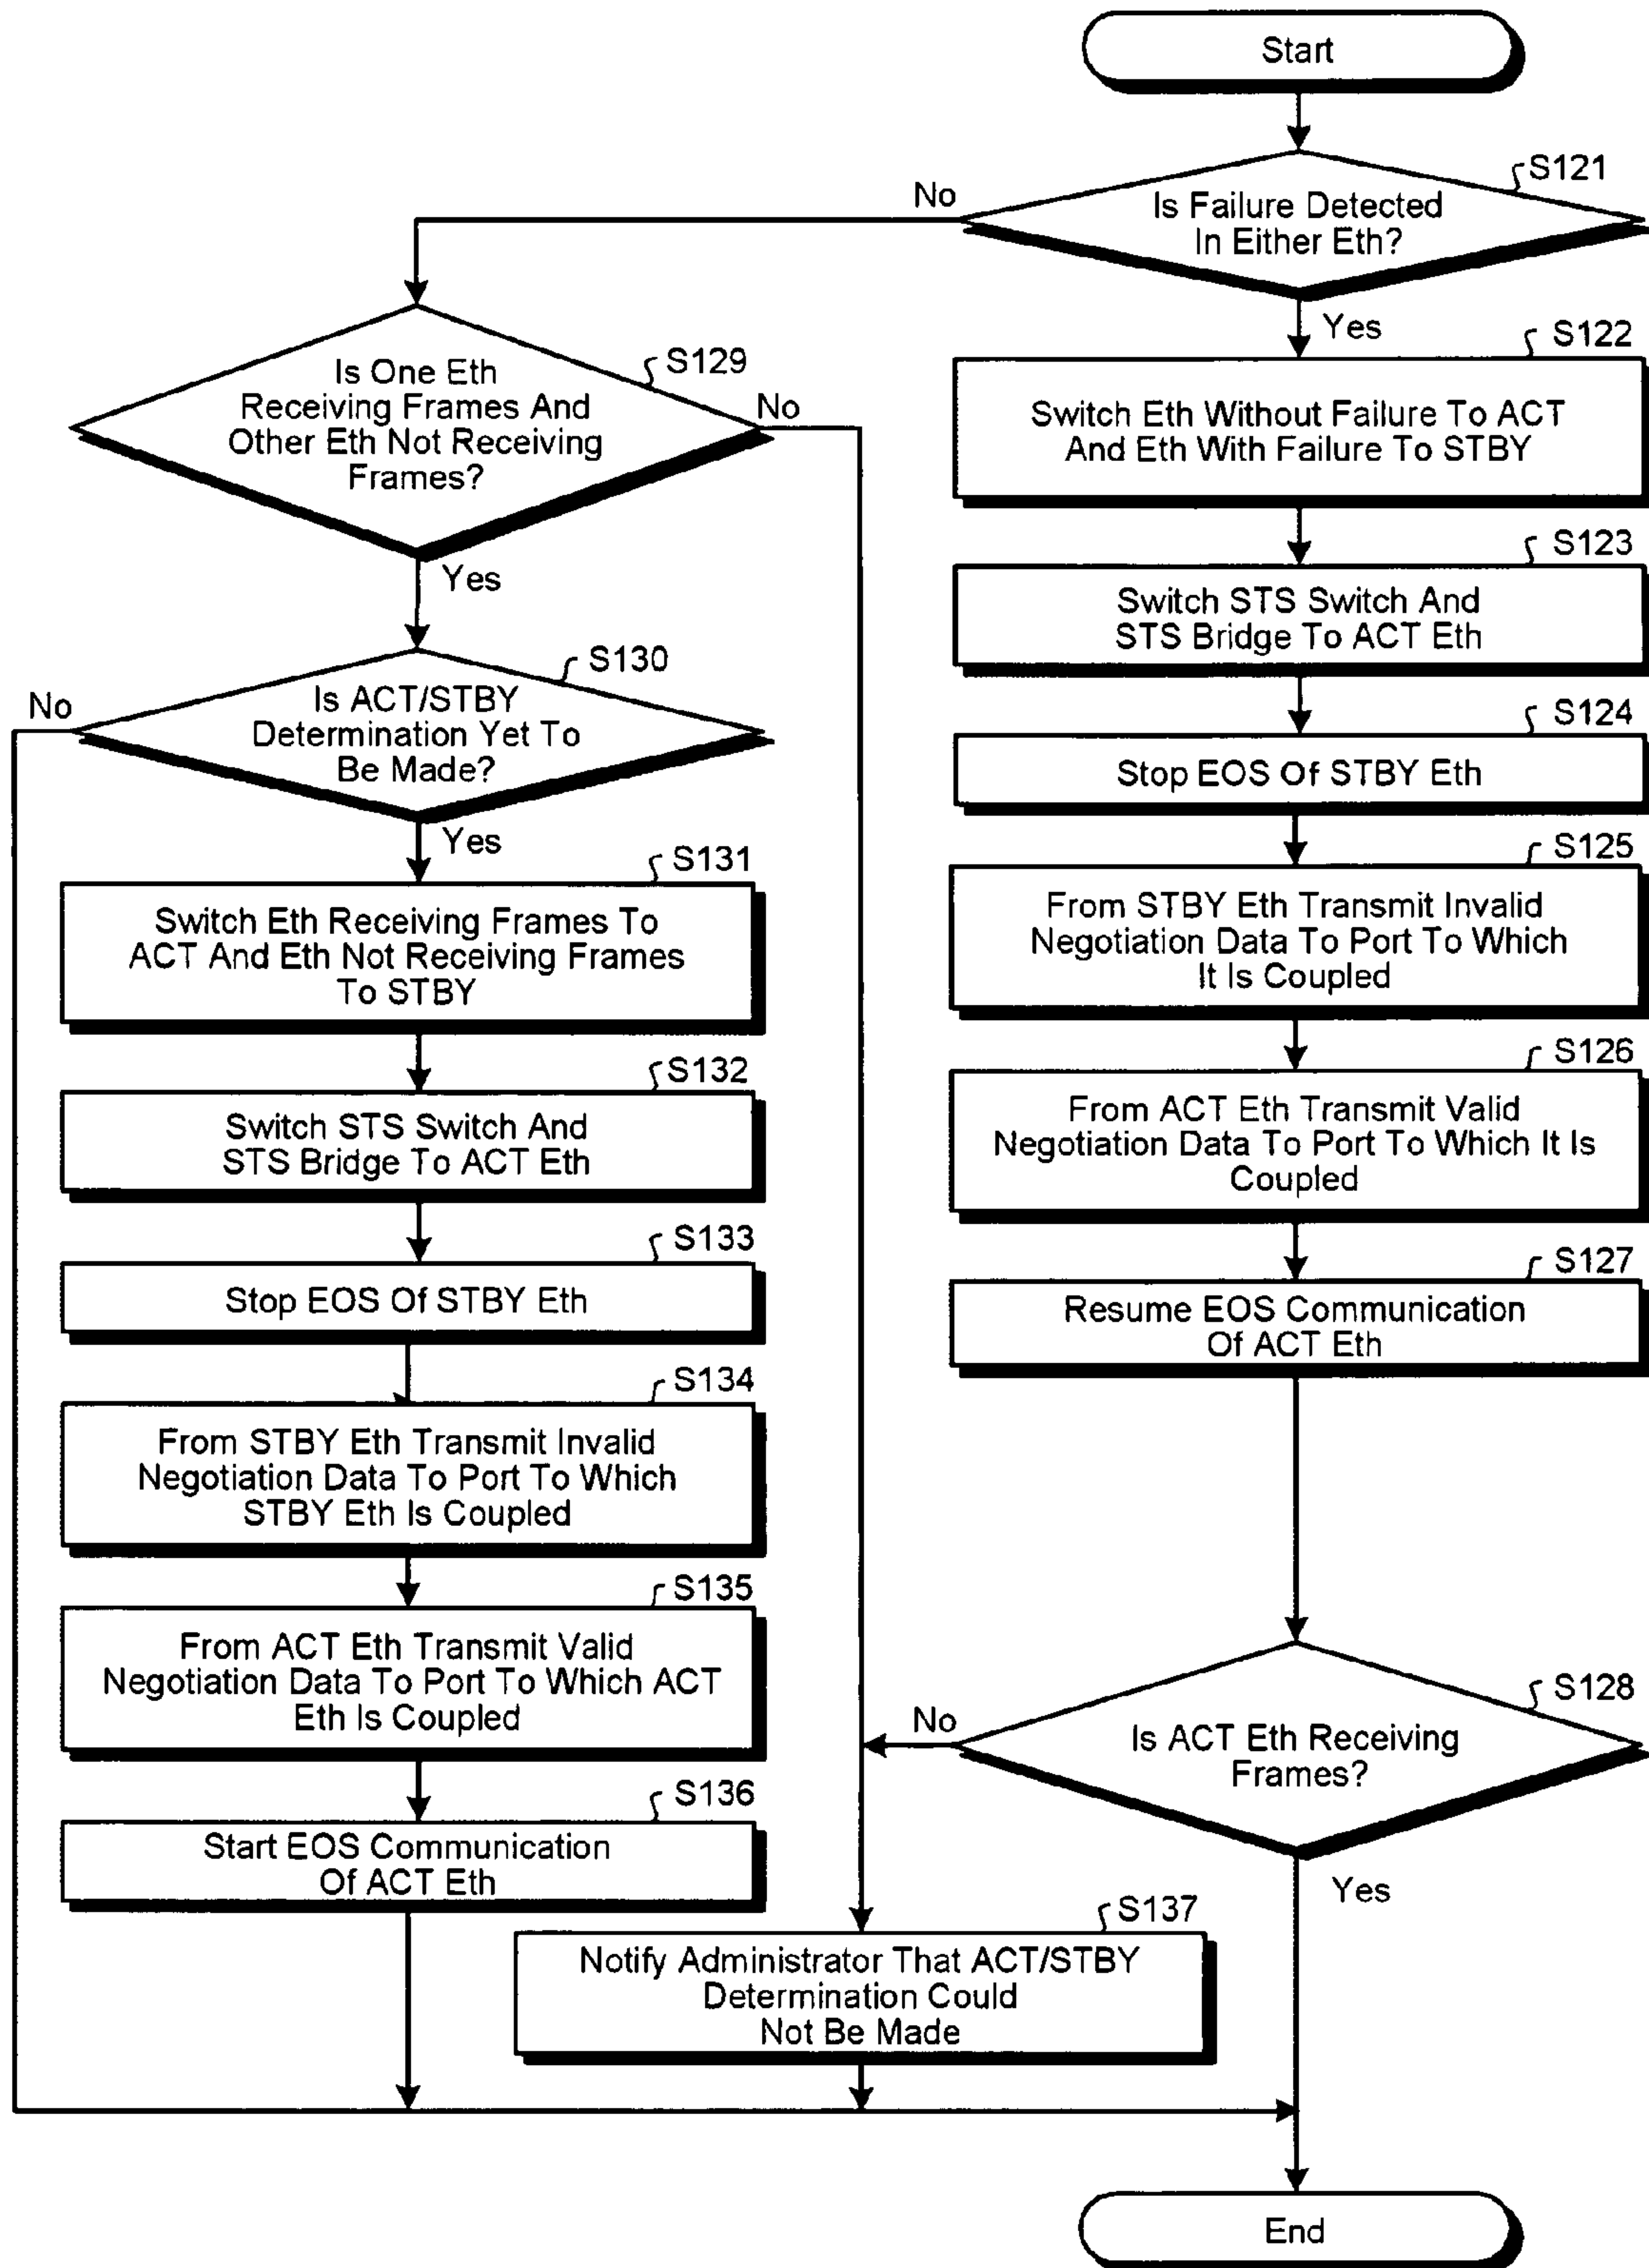 Start
S121
Is Failure Detected
In Either Eth?
No
Yes
S122
Switch Eth Without Failure To ACT
And Eth With Failure To STBY
S123
Switch STS Switch And
STS Bridge To ACT Eth
S124
Stop EOS Of STBY Eth
S125
From STBY Eth Transmit Invalid
Negotiation Data To Port To Which
It Is Coupled
S126
From ACT Eth Transmit Valid
Negotiation Data To Port To Which It Is
Coupled
S127
Resume EOS Communication
Of ACT Eth
S128
Is ACT Eth Receiving
Frames?
No
Yes
S129
Is One Eth
Receiving Frames And
Other Eth Not Receiving
Frames?
No
Yes
S130
Is ACT/STBY
Determination Yet To
Be Made?
No
Yes
S131
Switch Eth Receiving Frames To
ACT And Eth Not Receiving Frames
To STBY
S132
Switch STS Switch And
STS Bridge To ACT Eth
S133
Stop EOS Of STBY Eth
S134
From STBY Eth Transmit Invalid
Negotiation Data To Port To Which
STBY Eth Is Coupled
S135
From ACT Eth Transmit Valid
Negotiation Data To Port To Which ACT
Eth Is Coupled
S136
Start EOS Communication
Of ACT Eth
S137
Notify Administrator That ACT/STBY
Determination Could
Not Be Made
End